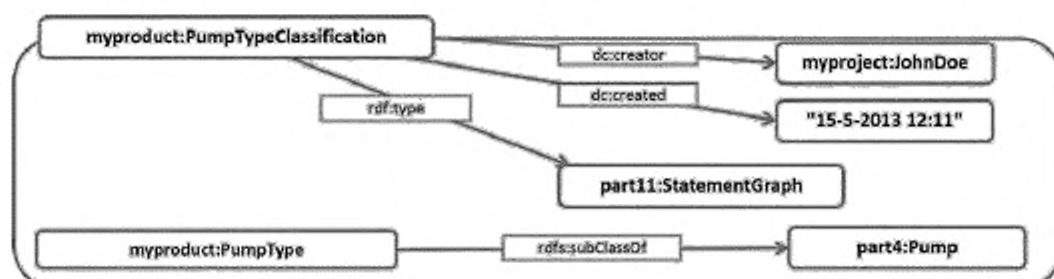 myproduct:PumpTypeClassification
dc:creator
myproject:JohnDoe
dc:created
rdf:type
"15-5-2013 12:11"
part11:StatementGraph
myproduct:PumpType
rdfs:subClassOf
part4:Pump